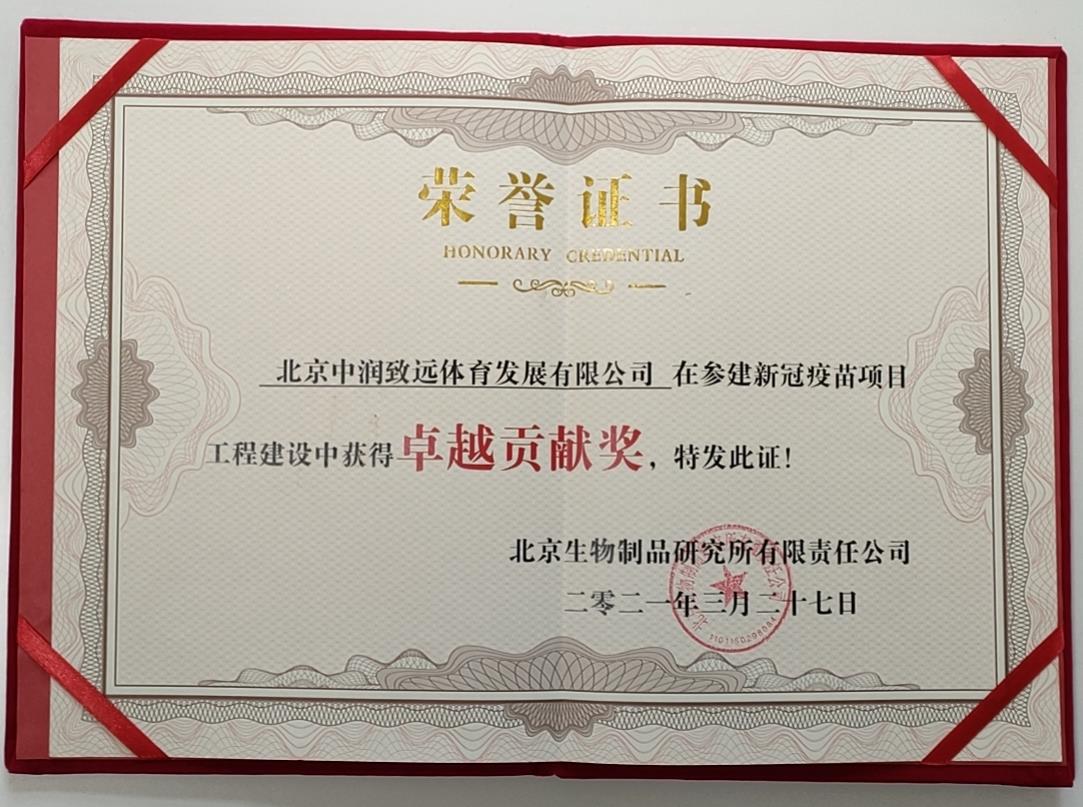 荣誉证书
HONORARY CREDENTIAL
北京中润致远体育发展有限公司 在参建新冠疫苗项目
工程建设中获得卓越贡献奖，特发此证！
北京生物制品研究所有限责任公司
二零二一年三月二十七日